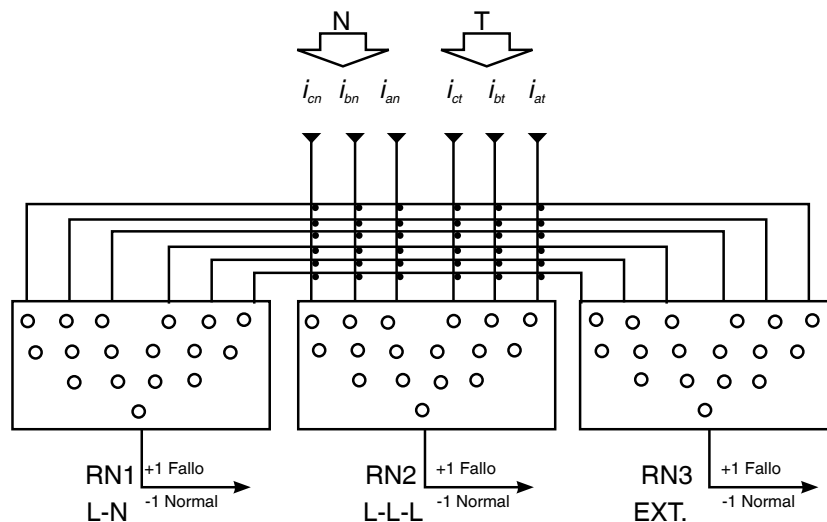 N T
i_cn i_bn i_an i_ct i_bt i_at
RN1 +1 Fallo RN2 +1 Fallo RN3 +1 Fallo
L-N -1 Normal L-L-L -1 Normal EXT. -1 Normal